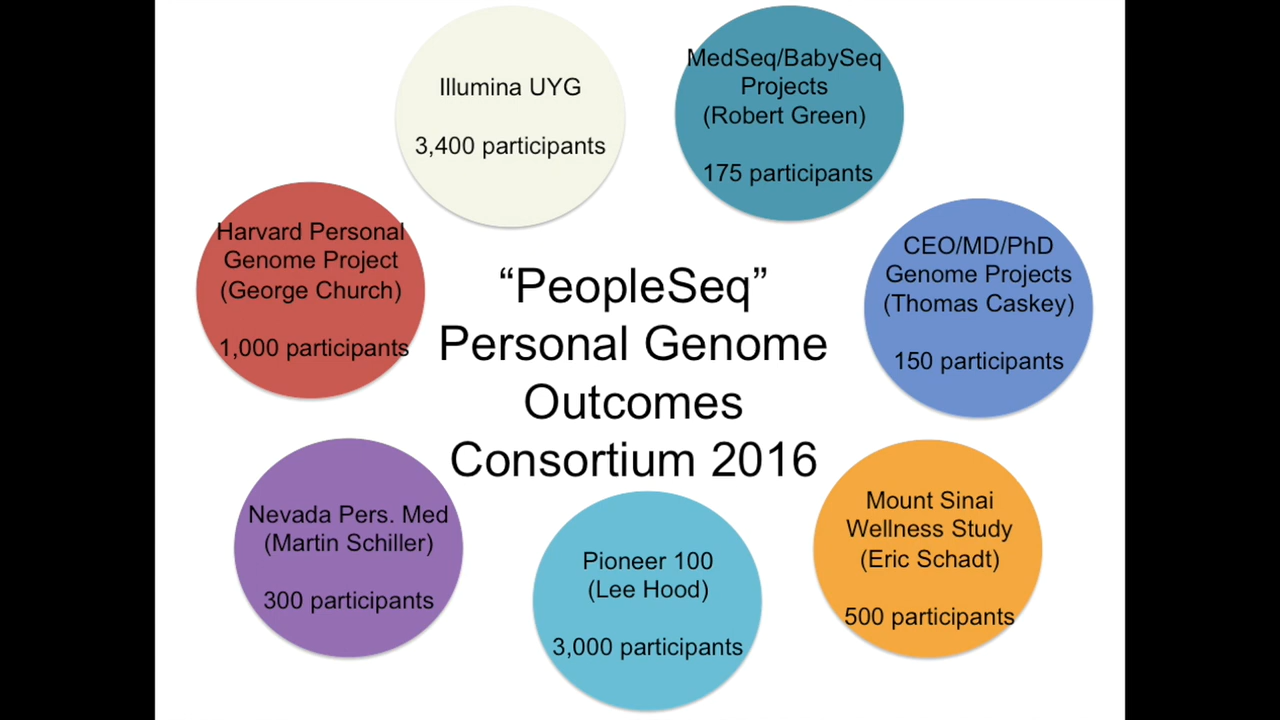 Illumina UYG
3,400 participants
MedSeq/BabySeq
Projects
(Robert Green)
175 participants
Harvard Personal
Genome Project
(George Church)
1,000 participants
CEO/MD/PhD
Genome Projects
(Thomas Caskey)
150 participants
“PeopleSeq”
Personal Genome
Outcomes
Consortium 2016
Nevada Pers. Med
(Martin Schiller)
300 participants
Pioneer 100
(Lee Hood)
3,000 participants
Mount Sinai
Wellness Study
(Eric Schadt)
500 participants